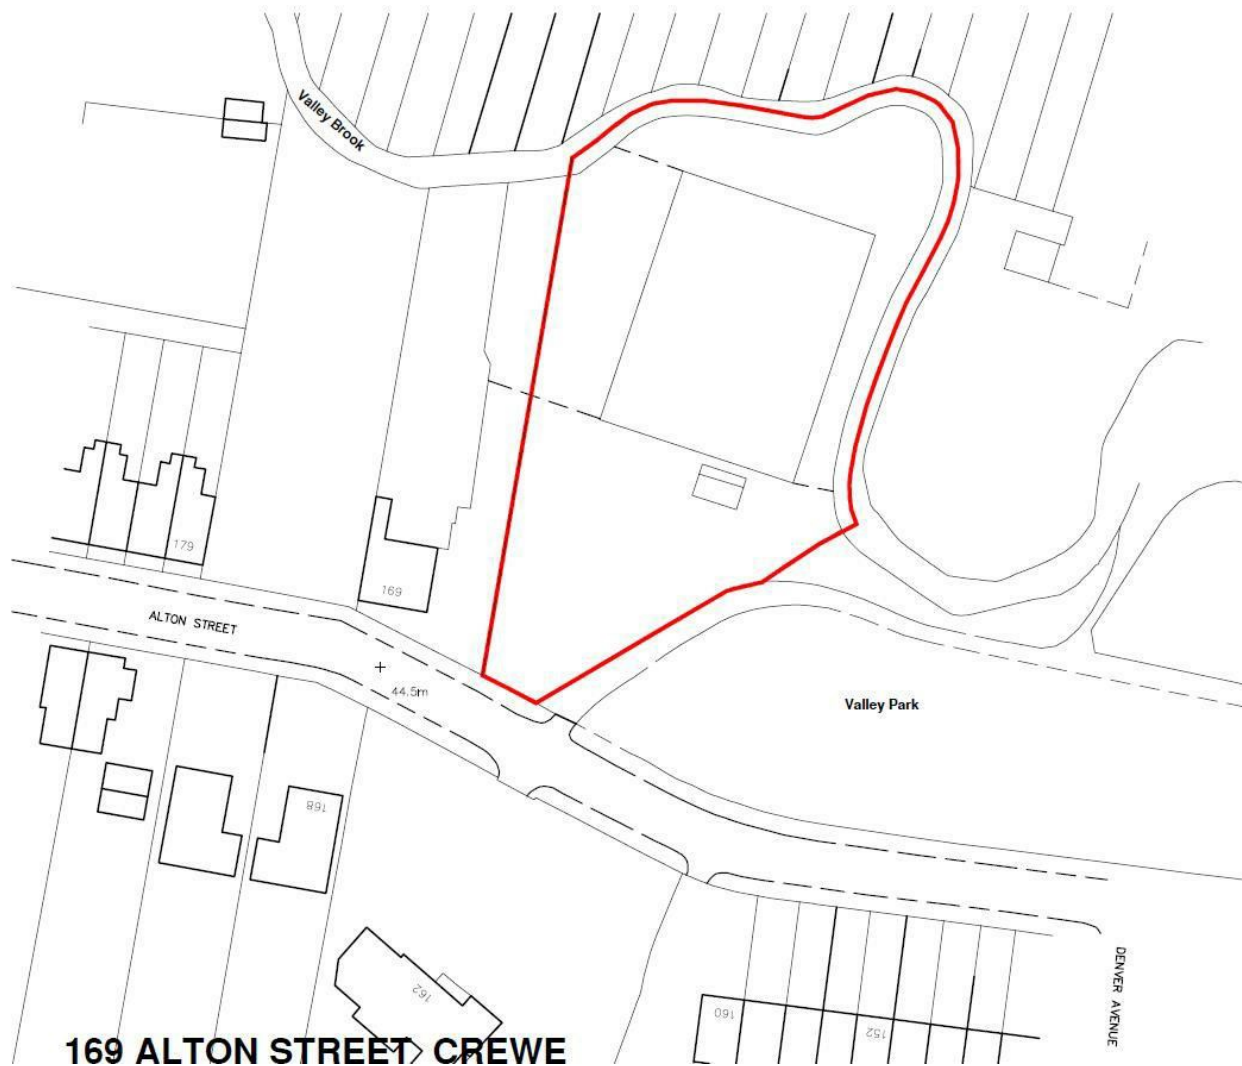 Valley Brook
179
169
ALTON STREET
44.5m
Valley Park
168
162
160
152
DENVER AVENUE
169 ALTON STREET, CREWE